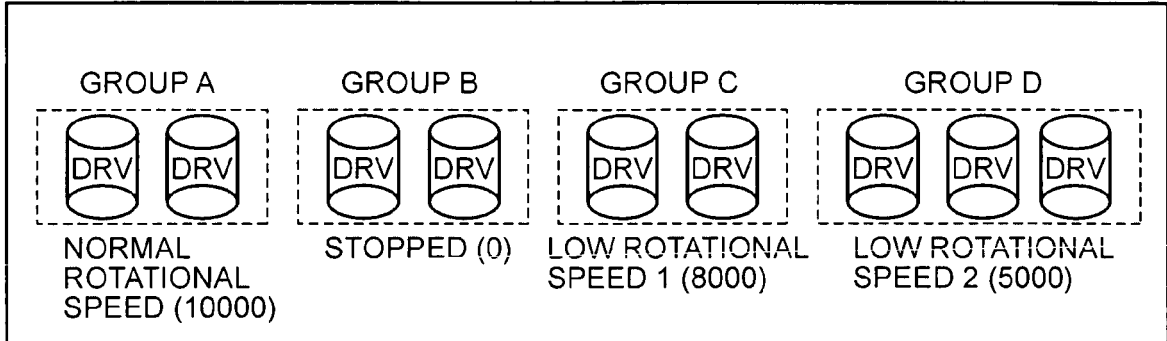 GROUP A
GROUP B
GROUP C
GROUP D
DRV DRV
DRV DRV
DRV DRV
DRV DRV DRV
NORMAL
ROTATIONAL
SPEED (10000)
STOPPED (0)
LOW ROTATIONAL
SPEED 1 (8000)
LOW ROTATIONAL
SPEED 2 (5000)